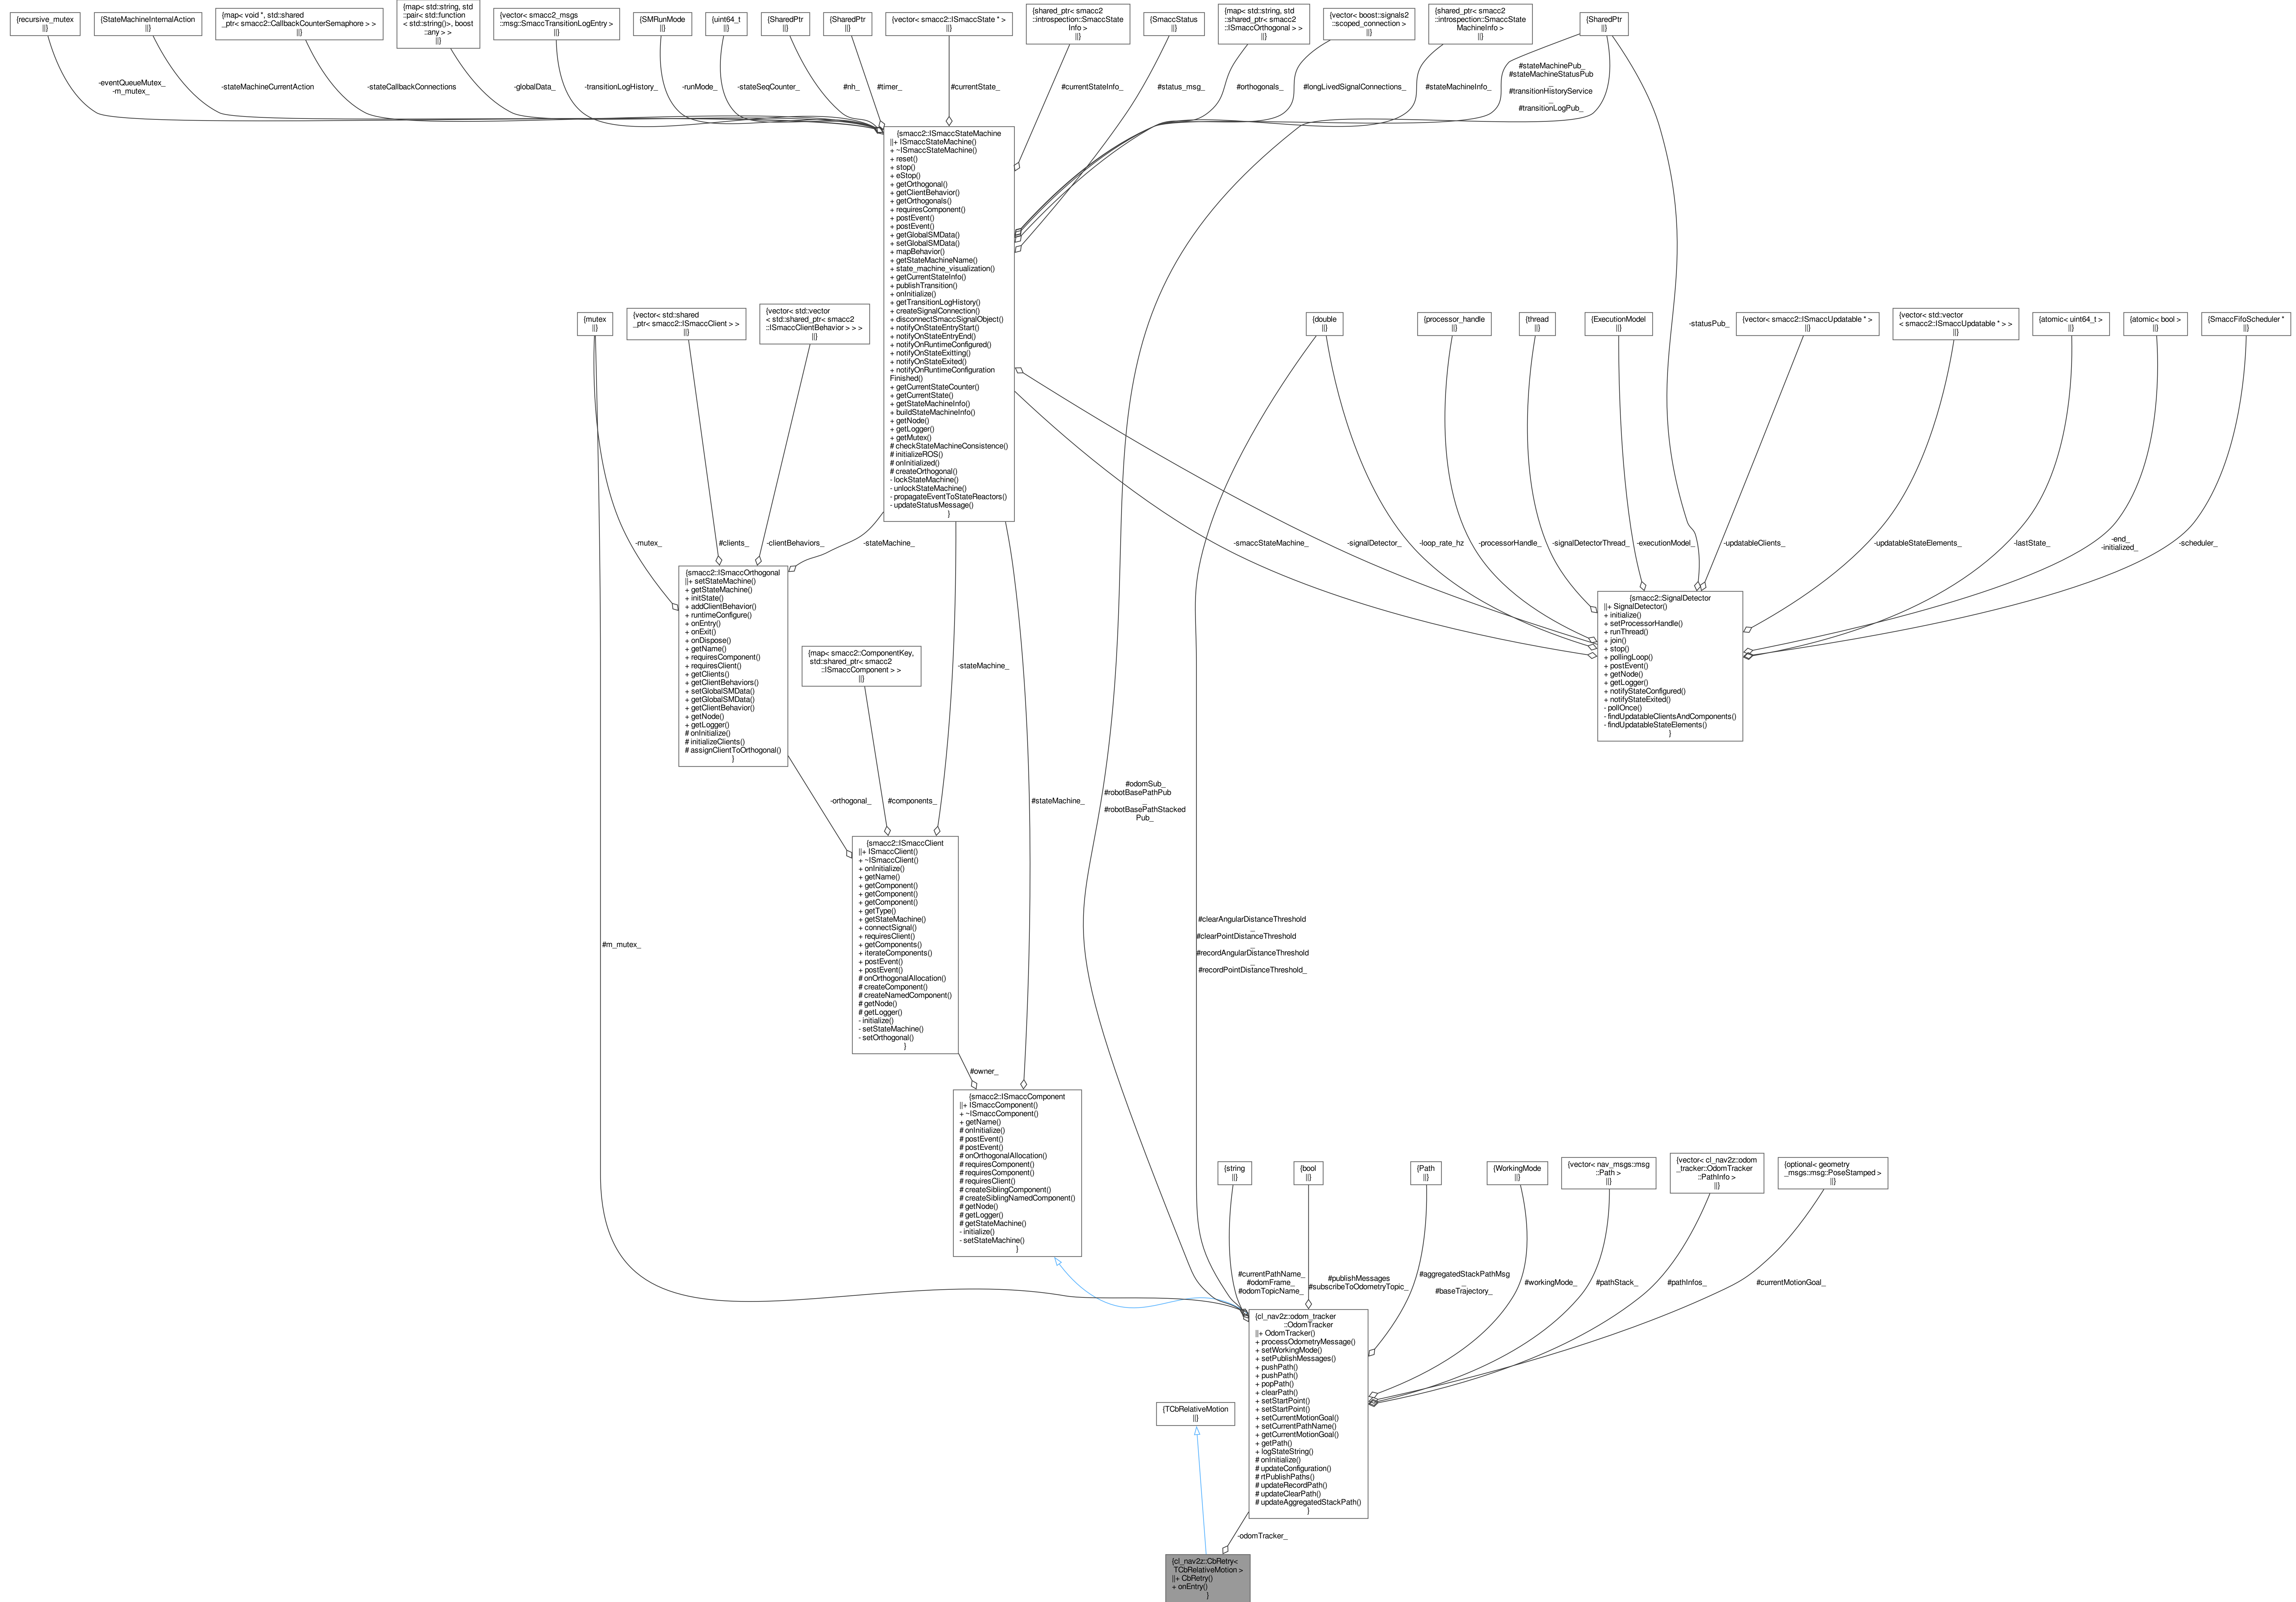 {recursive_mutex
||}
{StateMachineInternalAction
||}
{map< void *, std::shared
_ptr< smacc2::CallbackCounterSemaphore > >
||}
{map< std::string, std
::pair< std::function
< std::string()>, boost
::any > >
||}
{vector< smacc2_msgs
::msg::SmaccTransitionLogEntry >
||}
{SMRunMode
||}
{uint64_t
||}
{SharedPtr
||}
{SharedPtr
||}
{vector< smacc2::ISmaccState * >
||}
{shared_ptr< smacc2
::introspection::SmaccState
Info >
||}
{SmaccStatus
||}
{map< std::string, std
::shared_ptr< smacc2
::ISmaccOrthogonal > >
||}
{vector< boost::signals2
::scoped_connection >
||}
{shared_ptr< smacc2
::introspection::SmaccState
MachineInfo >
||}
{SharedPtr
||}
-eventQueueMutex_
-m_mutex_
-stateMachineCurrentAction
-stateCallbackConnections
-globalData_
-transitionLogHistory_
-runMode_
-stateSeqCounter_
#nh_
#timer_
#currentState_
#currentStateInfo_
#status_msg_
#orthogonals_
#longLivedSignalConnections_
#stateMachineInfo_
#stateMachinePub_
#stateMachineStatusPub
_
#transitionHistoryService
_
#transitionLogPub_
{smacc2::ISmaccStateMachine
||+ ISmaccStateMachine()
+ ~ISmaccStateMachine()
+ reset()
+ stop()
+ eStop()
+ getOrthogonal()
+ getClientBehavior()
+ getOrthogonals()
+ requiresComponent()
+ postEvent()
+ postEvent()
+ getGlobalSMData()
+ setGlobalSMData()
+ mapBehavior()
+ getStateMachineName()
+ state_machine_visualization()
+ getCurrentStateInfo()
+ publishTransition()
+ onInitialize()
+ getTransitionLogHistory()
+ createSignalConnection()
+ disconnectSmaccSignalObject()
+ notifyOnStateEntryStart()
+ notifyOnStateEntryEnd()
+ notifyOnRuntimeConfigured()
+ notifyOnStateExitting()
+ notifyOnStateExited()
+ notifyOnRuntimeConfiguration
Finished()
+ getCurrentStateCounter()
+ getCurrentState()
+ getStateMachineInfo()
+ buildStateMachineInfo()
+ getNode()
+ getLogger()
+ getMutex()
# checkStateMachineConsistence()
# initializeROS()
# onInitialized()
# createOrthogonal()
- lockStateMachine()
- unlockStateMachine()
- propagateEventToStateReactors()
- updateStatusMessage()
}
{mutex
||}
{vector< std::shared
_ptr< smacc2::ISmaccClient > >
||}
{vector< std::vector
< std::shared_ptr< smacc2
::ISmaccClientBehavior > > >
||}
{double
||}
{processor_handle
||}
{thread
||}
{ExecutionModel
||}
-statusPub_
{vector< smacc2::ISmaccUpdatable * >
||}
{vector< std::vector
< smacc2::ISmaccUpdatable * > >
||}
{atomic< uint64_t >
||}
{atomic< bool >
||}
{SmaccFifoScheduler *
||}
-mutex_
#clients_
-clientBehaviors_
-stateMachine_
-smaccStateMachine_
-signalDetector_
-loop_rate_hz
-processorHandle_
-signalDetectorThread_
-executionModel_
-updatableClients_
-updatableStateElements_
-lastState_
-end_
-initialized_
-scheduler_
{smacc2::ISmaccOrthogonal
||+ setStateMachine()
+ getStateMachine()
+ initState()
+ addClientBehavior()
+ runtimeConfigure()
+ onEntry()
+ onExit()
+ onDispose()
+ getName()
+ requiresComponent()
+ requiresClient()
+ getClients()
+ getClientBehaviors()
+ setGlobalSMData()
+ getGlobalSMData()
+ getClientBehavior()
+ getNode()
+ getLogger()
# onInitialize()
# initializeClients()
# assignClientToOrthogonal()
}
{smacc2::SignalDetector
||+ SignalDetector()
+ initialize()
+ setProcessorHandle()
+ runThread()
+ join()
+ stop()
+ pollingLoop()
+ postEvent()
+ getNode()
+ getLogger()
+ notifyStateConfigured()
+ notifyStateExited()
- pollOnce()
- findUpdatableClientsAndComponents()
- findUpdatableStateElements()
}
{map< smacc2::ComponentKey,
std::shared_ptr< smacc2
::ISmaccComponent > >
||}
-stateMachine_
-orthogonal_
#components_
#stateMachine_
#odomSub_
#robotBasePathPub
_
#robotBasePathStacked
Pub_
{smacc2::ISmaccClient
||+ ISmaccClient()
+ ~ISmaccClient()
+ onInitialize()
+ getName()
+ getComponent()
+ getComponent()
+ getComponent()
+ getType()
+ getStateMachine()
+ connectSignal()
+ requiresClient()
+ getComponents()
+ iterateComponents()
+ postEvent()
+ postEvent()
# onOrthogonalAllocation()
# createComponent()
# createNamedComponent()
# getNode()
# getLogger()
- initialize()
- setStateMachine()
- setOrthogonal()
}
#m_mutex_
#clearAngularDistanceThreshold
_
#clearPointDistanceThreshold
_
#recordAngularDistanceThreshold
_
#recordPointDistanceThreshold_
#owner_
{smacc2::ISmaccComponent
||+ ISmaccComponent()
+ ~ISmaccComponent()
+ getName()
# onInitialize()
# postEvent()
# postEvent()
# onOrthogonalAllocation()
# requiresComponent()
# requiresComponent()
# requiresClient()
# createSiblingComponent()
# createSiblingNamedComponent()
# getNode()
# getLogger()
# getStateMachine()
- initialize()
- setStateMachine()
}
{string
||}
{bool
||}
{Path
||}
{WorkingMode
||}
{vector< nav_msgs::msg
::Path >
||}
{vector< cl_nav2z::odom
_tracker::OdomTracker
::PathInfo >
||}
{optional< geometry
_msgs::msg::PoseStamped >
||}
#currentPathName_
#odomFrame_
#odomTopicName_
#publishMessages
#subscribeToOdometryTopic_
#aggregatedStackPathMsg
_
#baseTrajectory_
#workingMode_
#pathStack_
#pathInfos_
#currentMotionGoal_
{cl_nav2z::odom_tracker
::OdomTracker
||+ OdomTracker()
+ processOdometryMessage()
+ setWorkingMode()
+ setPublishMessages()
+ pushPath()
+ pushPath()
+ popPath()
+ clearPath()
+ setStartPoint()
+ setStartPoint()
+ setCurrentMotionGoal()
+ setCurrentPathName()
+ getCurrentMotionGoal()
+ getPath()
+ logStateString()
# onInitialize()
# updateConfiguration()
# rtPublishPaths()
# updateRecordPath()
# updateClearPath()
# updateAggregatedStackPath()
}
{TCbRelativeMotion
||}
-odomTracker_
{cl_nav2z::CbRetry<
TCbRelativeMotion >
||+ CbRetry()
+ onEntry()
}